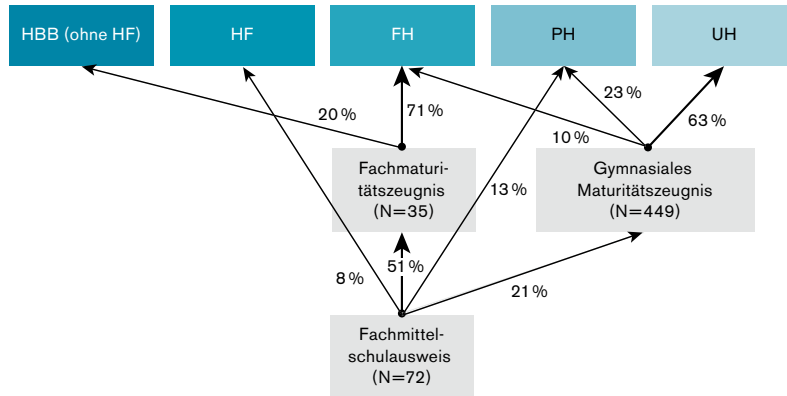 HBB (ohne HF)
HF
FH
PH
UH
20 %
71 %
10 %
23 %
63 %
Fachmaturi-
tätszeugnis
(N=35)
13 %
Gymnasiales
Maturitätszeugnis
(N=449)
8 %
51 %
21 %
Fachmittel-
schulausweis
(N=72)